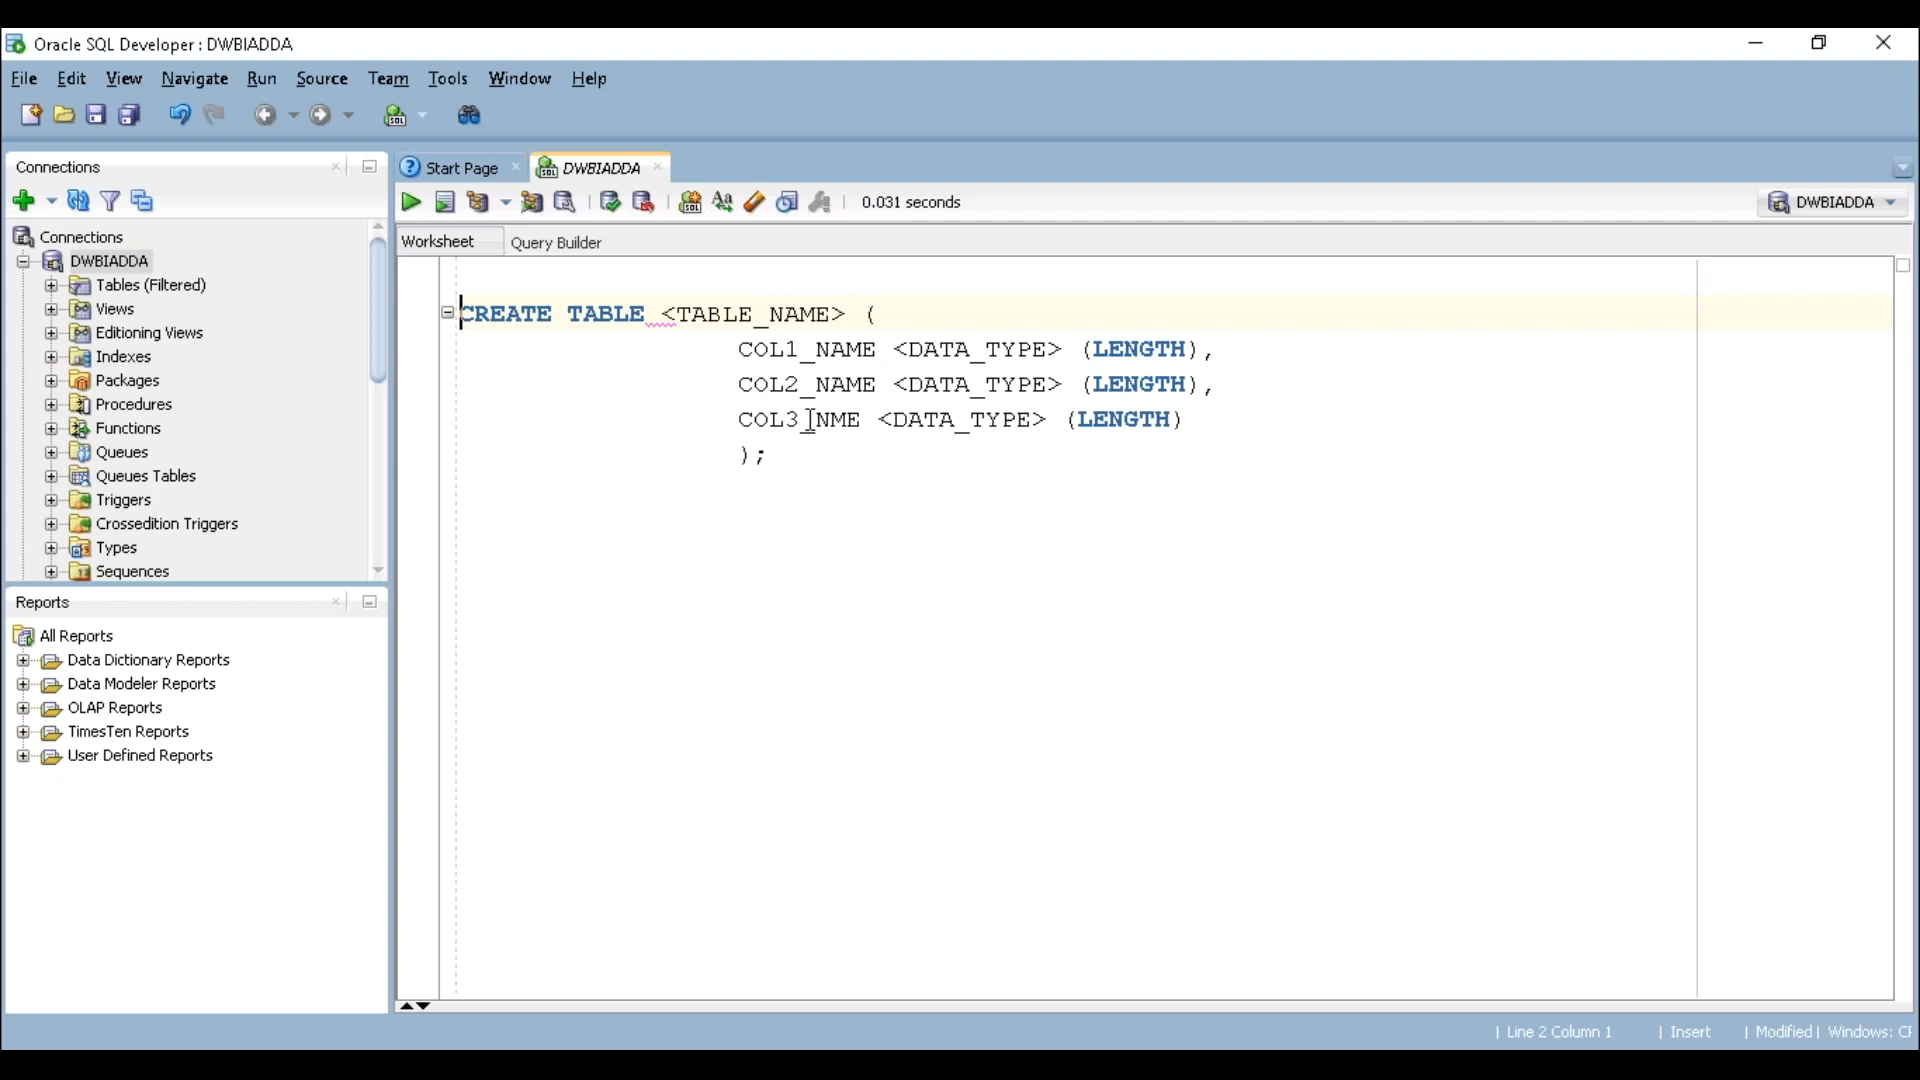 Oracle SQL Developer : DWBIADDA
File Edit View Navigate Run Source Team Tools Window Help
Connections
Start Page
DWBIADDA
0.031 seconds
DWBIADDA
Worksheet
Query Builder
Connections
DWBIADDA
Tables (Filtered)
Views
Editioning Views
Indexes
Packages
Procedures
Functions
Queues
Queues Tables
Triggers
Crossedition Triggers
Types
Sequences
CREATE TABLE <TABLE_NAME> (
COL1_NAME <DATA_TYPE> (LENGTH),
COL2_NAME <DATA_TYPE> (LENGTH),
COL3_NME <DATA_TYPE> (LENGTH)
);
Reports
All Reports
Data Dictionary Reports
Data Modeler Reports
OLAP Reports
TimesTen Reports
User Defined Reports
| Line 2 Column 1 | Insert | Modified | Windows: